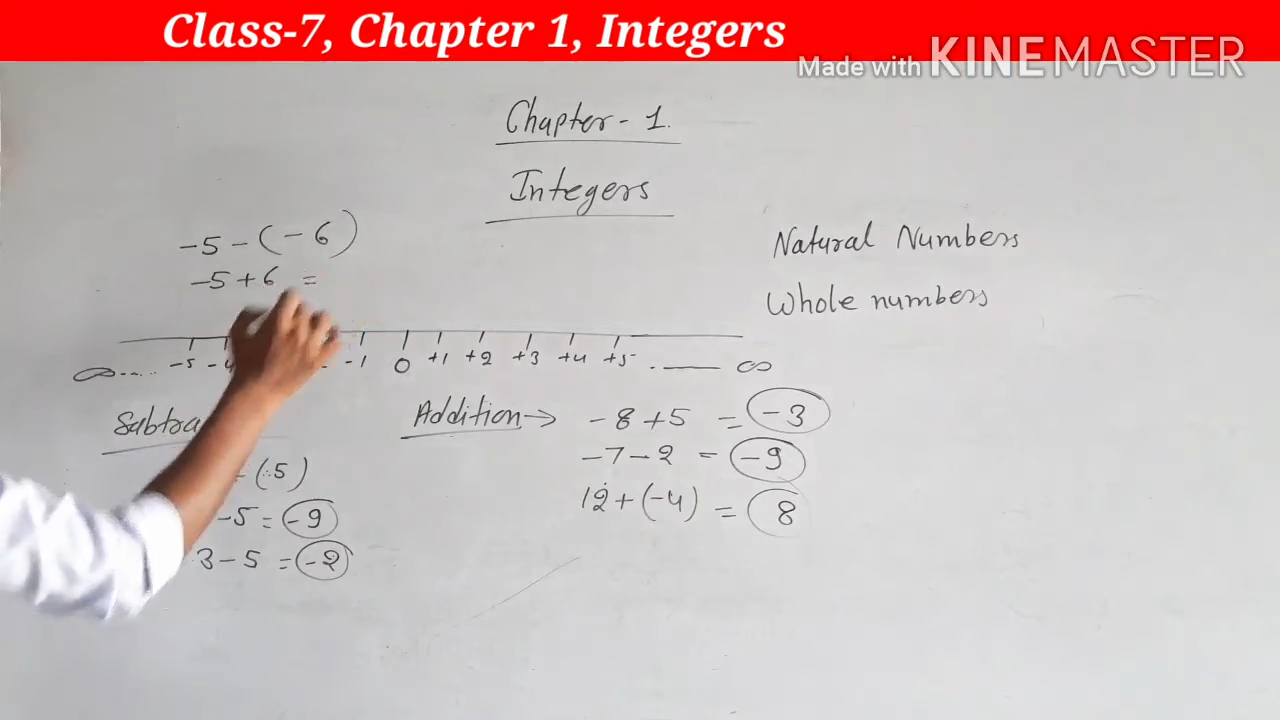 Class-7, Chapter 1, Integers
Made with KINEMASTER
Chapter - 1.
Integers
-5 - (-6)
-5 + 6 =
Natural Numbers
Whole numbers
-5 -1 0 +1 +2 +3 +4 +5
∞.... . —— ∞
Addition → -8 + 5 = -3
-7 - 2 = -9
12 + (-4) = 8
- (-5)
-5 = -9
3 - 5 = -2